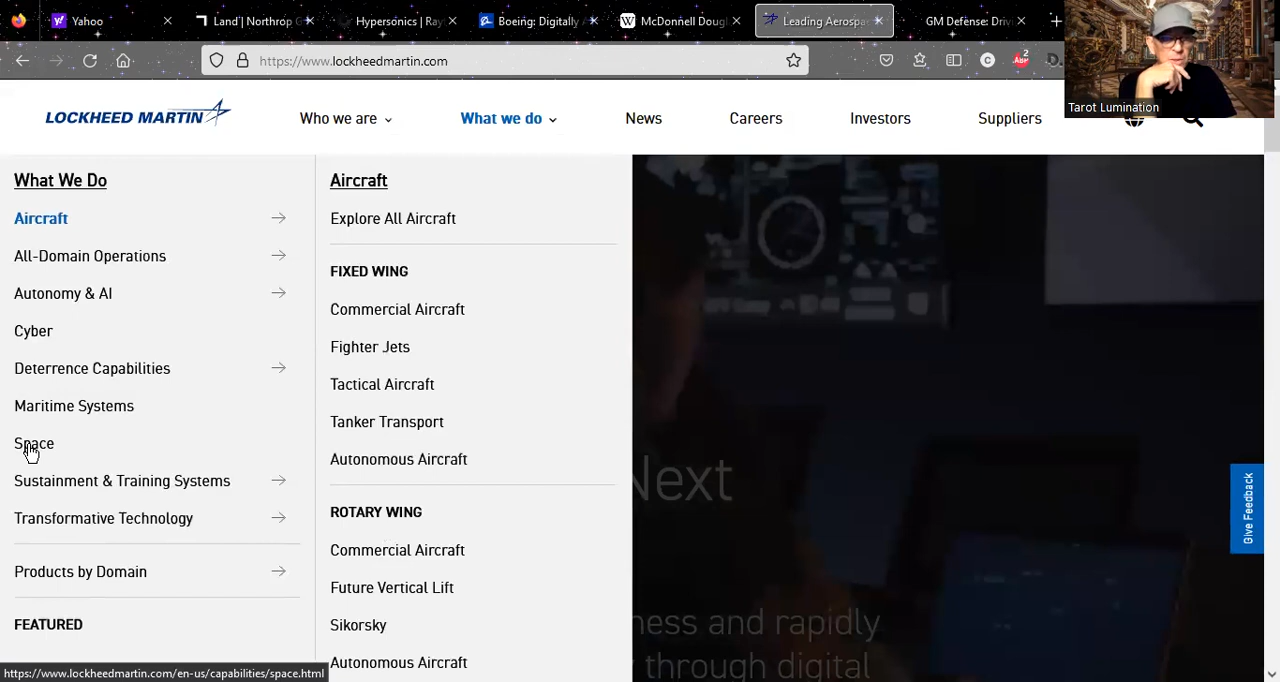 Yahoo
Land | Northrop G
Hypersonics | Ray
Boeing: Digitally
McDonnell Doug
Leading Aerospa
GM Defense: Driv
https://www.lockheedmartin.com
C
ABP
2
D
Tarot Lumination
LOCKHEED MARTIN
Who we are
What we do
News
Careers
Investors
Suppliers
What We Do
Aircraft
All-Domain Operations
Autonomy & AI
Cyber
Deterrence Capabilities
Maritime Systems
Space
Sustainment & Training Systems
Transformative Technology
Products by Domain
FEATURED
Aircraft
Explore All Aircraft
FIXED WING
Commercial Aircraft
Fighter Jets
Tactical Aircraft
Tanker Transport
Autonomous Aircraft
ROTARY WING
Commercial Aircraft
Future Vertical Lift
Sikorsky
Autonomous Aircraft
Next
ness and rapidly
through digital
Give Feedback
https://www.lockheedmartin.com/en-us/capabilities/space.html